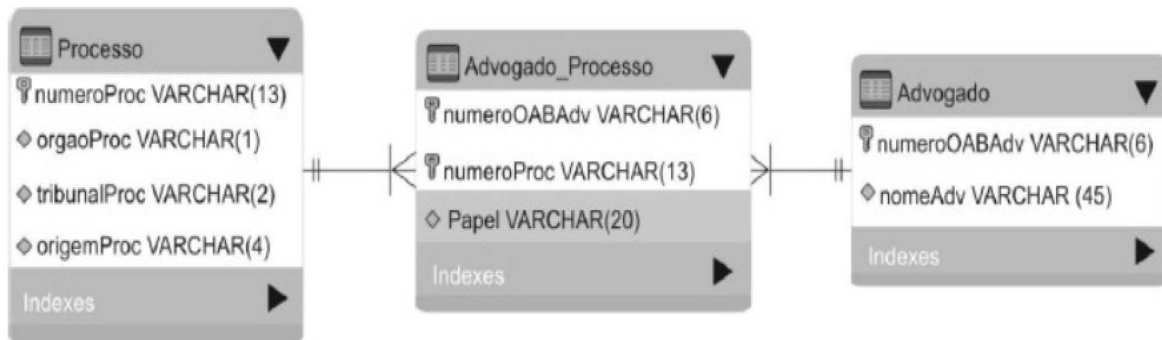 Processo
numeroProc VARCHAR(13)
orgaoProc VARCHAR(1)
tribunalProc VARCHAR(2)
origemProc VARCHAR(4)
Indexes
Advogado_Processo
numeroOABAdv VARCHAR(6)
numeroProc VARCHAR(13)
Papel VARCHAR(20)
Indexes
Advogado
numeroOABAdv VARCHAR(6)
nomeAdv VARCHAR (45)
Indexes